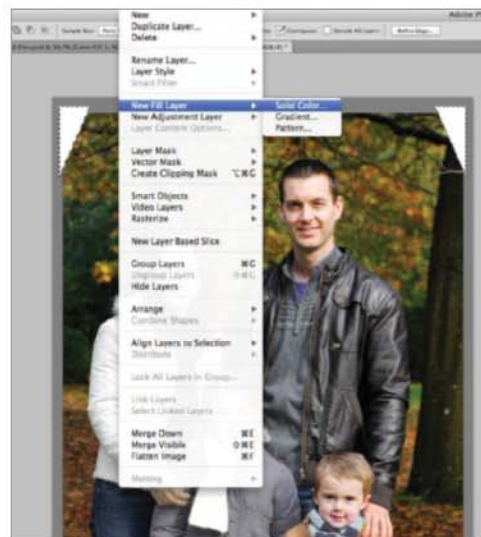 New
Duplicate Layer...
Delete
Rename Layer...
Layer Style
Smart Filter
New Fill Layer
New Adjustment Layer
Layer Content Options...
Solid Color...
Gradient...
Pattern...
Layer Mask
Vector Mask
Create Clipping Mask ⌥⌘G
Smart Objects
Video Layers
Rasterize
New Layer Based Slice
Group Layers ⌘G
Ungroup Layers ⇧⌘G
Hide Layers
Arrange
Combine Shapes
Align Layers to Selection
Distribute
Lock All Layers in Group...
Link Layers
Select Linked Layers
Merge Down ⌘E
Merge Visible ⇧⌘E
Flatten Image ⌘F
Matting
Adobe
Sample Size:
Contiguous
Sample All Layers
Refine Edge...